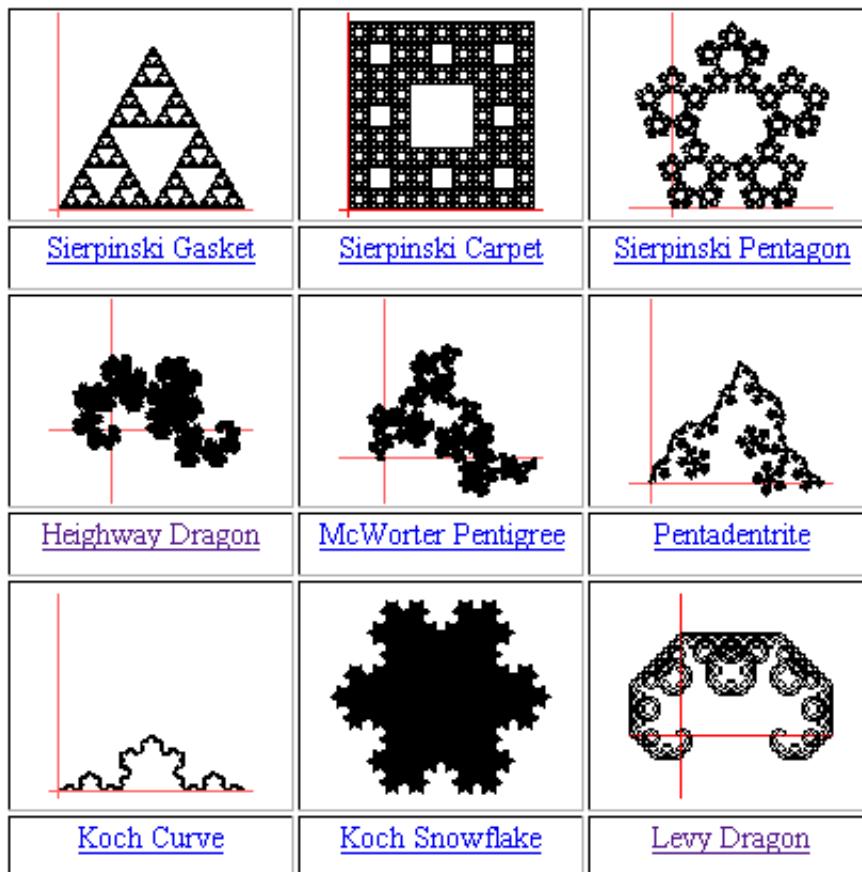 Sierpinski Gasket
Sierpinski Carpet
Sierpinski Pentagon
Heighway Dragon
McWorter Pentigree
Pentadentrite
Koch Curve
Koch Snowflake
Levy Dragon